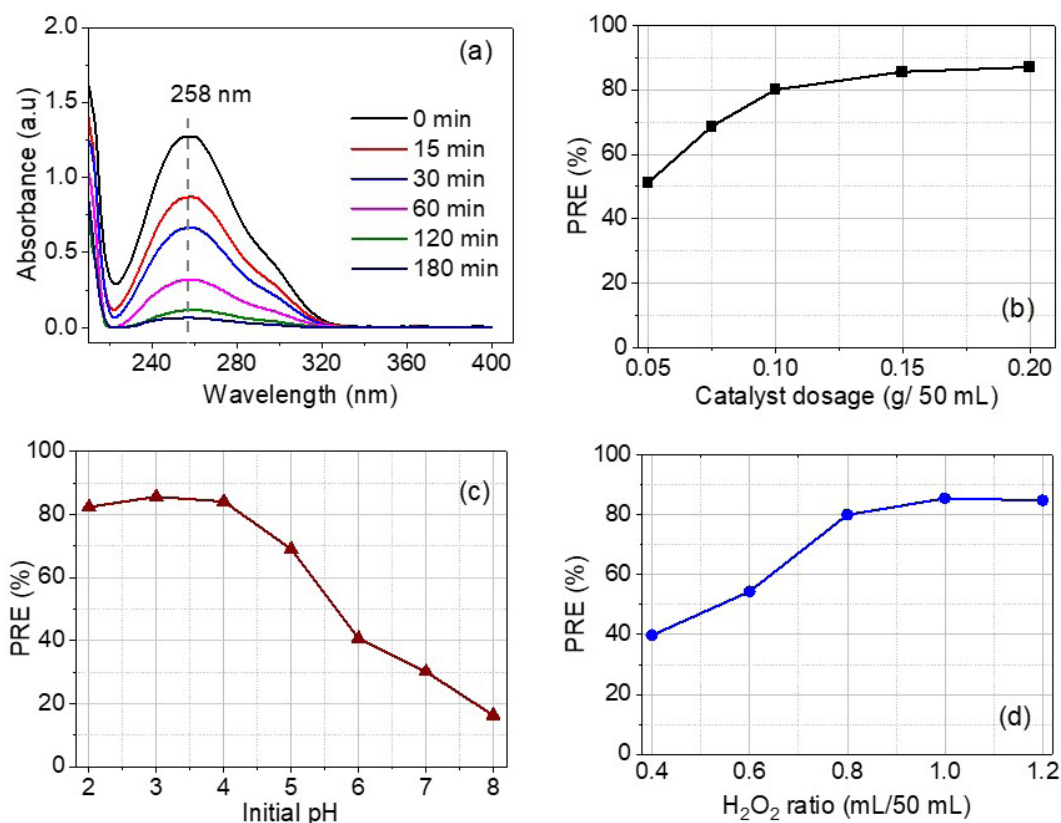 (a)
2.0
1.5
1.0
0.5
0.0
Absorbance (a.u)
258 nm
0 min
15 min
30 min
60 min
120 min
180 min
240 280 320 360 400
Wavelength (nm)
(b)
100
80
60
40
20
0
PRE (%)
0.05 0.10 0.15 0.20
Catalyst dosage (g/ 50 mL)
(c)
100
80
60
40
20
0
PRE (%)
2 3 4 5 6 7 8
Initial pH
(d)
100
80
60
40
20
0
PRE (%)
0.4 0.6 0.8 1.0 1.2
H₂O₂ ratio (mL/50 mL)